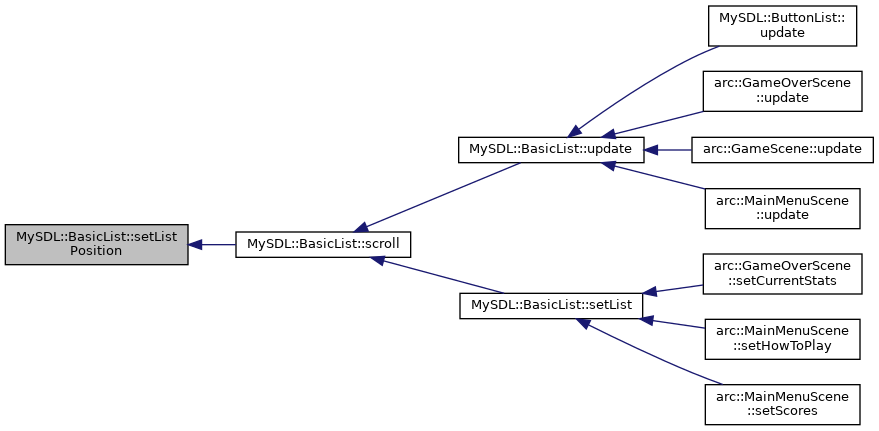 MySDL::ButtonList::
update
arc::GameOverScene
::update
MySDL::BasicList::update
arc::GameScene::update
arc::MainMenuScene
::update
MySDL::BasicList::setList
Position
MySDL::BasicList::scroll
arc::GameOverScene
::setCurrentStats
MySDL::BasicList::setList
arc::MainMenuScene
::setHowToPlay
arc::MainMenuScene
::setScores